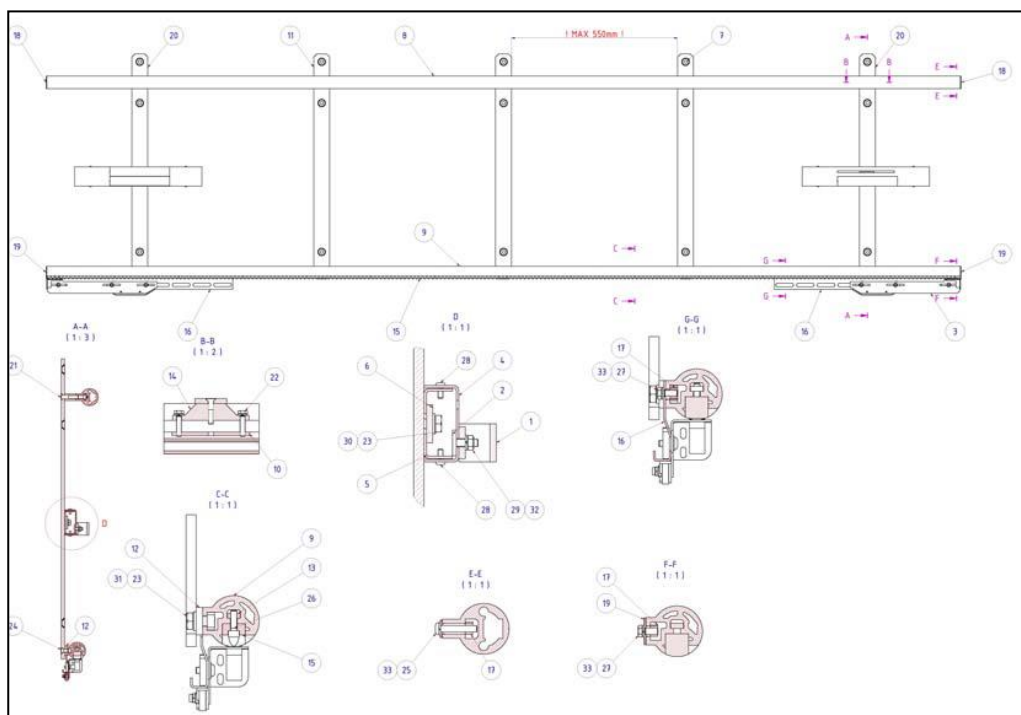 ! MAX 550mm !
18
20
11
8
7
A
20
B
B
E
18
E
19
9
C
G
F
19
16
15
C
G
16
A
F
3
A-A
( 1 : 3 )
21
D
24
12
B-B
( 1 : 2 )
14
22
10
D
( 1 : 1 )
6
28
4
2
30 23
1
5
28
29 32
G-G
( 1 : 1 )
17
33 27
16
C-C
( 1 : 1 )
12
9
31 23
13
26
15
E-E
( 1 : 1 )
33 25
17
F-F
( 1 : 1 )
17
19
33 27